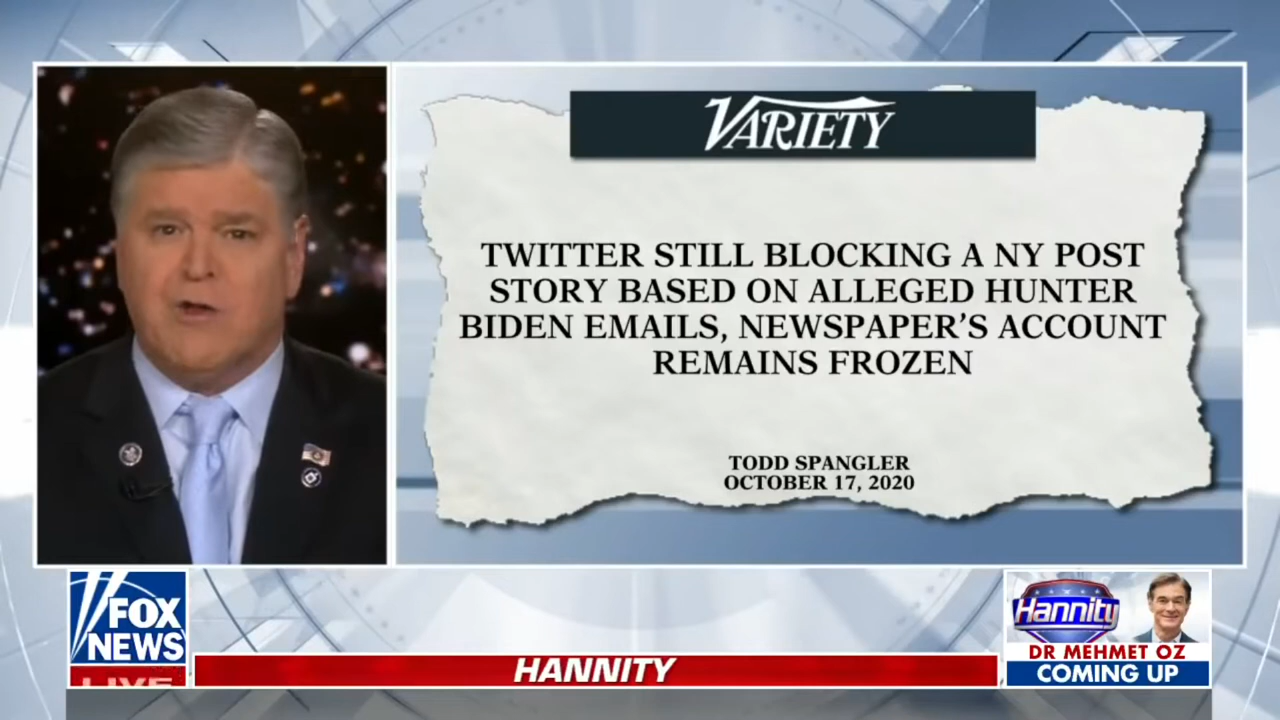 VARIETY
TWITTER STILL BLOCKING A NY POST
STORY BASED ON ALLEGED HUNTER
BIDEN EMAILS, NEWSPAPER'S ACCOUNT
REMAINS FROZEN
TODD SPANGLER
OCTOBER 17, 2020
FOX
NEWS
LIVE
HANNITY
Hannity
DR MEHMET OZ
COMING UP